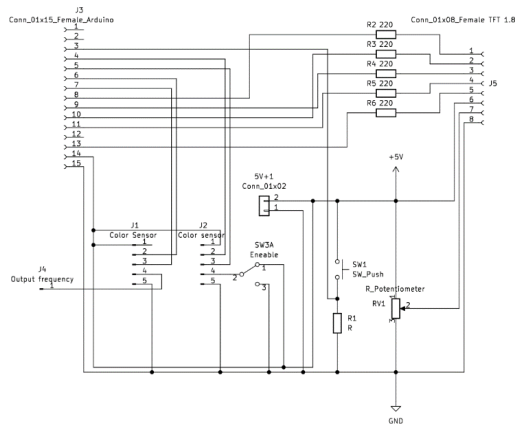 J3
Conn_01x15_Female_Arduino
1
2
3
4
5
6
7
8
9
10
11
12
13
14
15
R2 220
R3 220
R4 220
R5 220
R6 220
Conn_01x08_Female TFT 1.8
1
2
3
4
5
6
7
8
J5
+5V
5V+1
Conn_01x02
2
1
J1
Color Sensor
1
2
3
4
5
J2
Color sensor
1
2
3
4
5
SW3A
Eneable
1
2
3
J4
Output frequency
1
SW1
SW_Push
R_Potentiometer
RV1
2
R1
R
GND